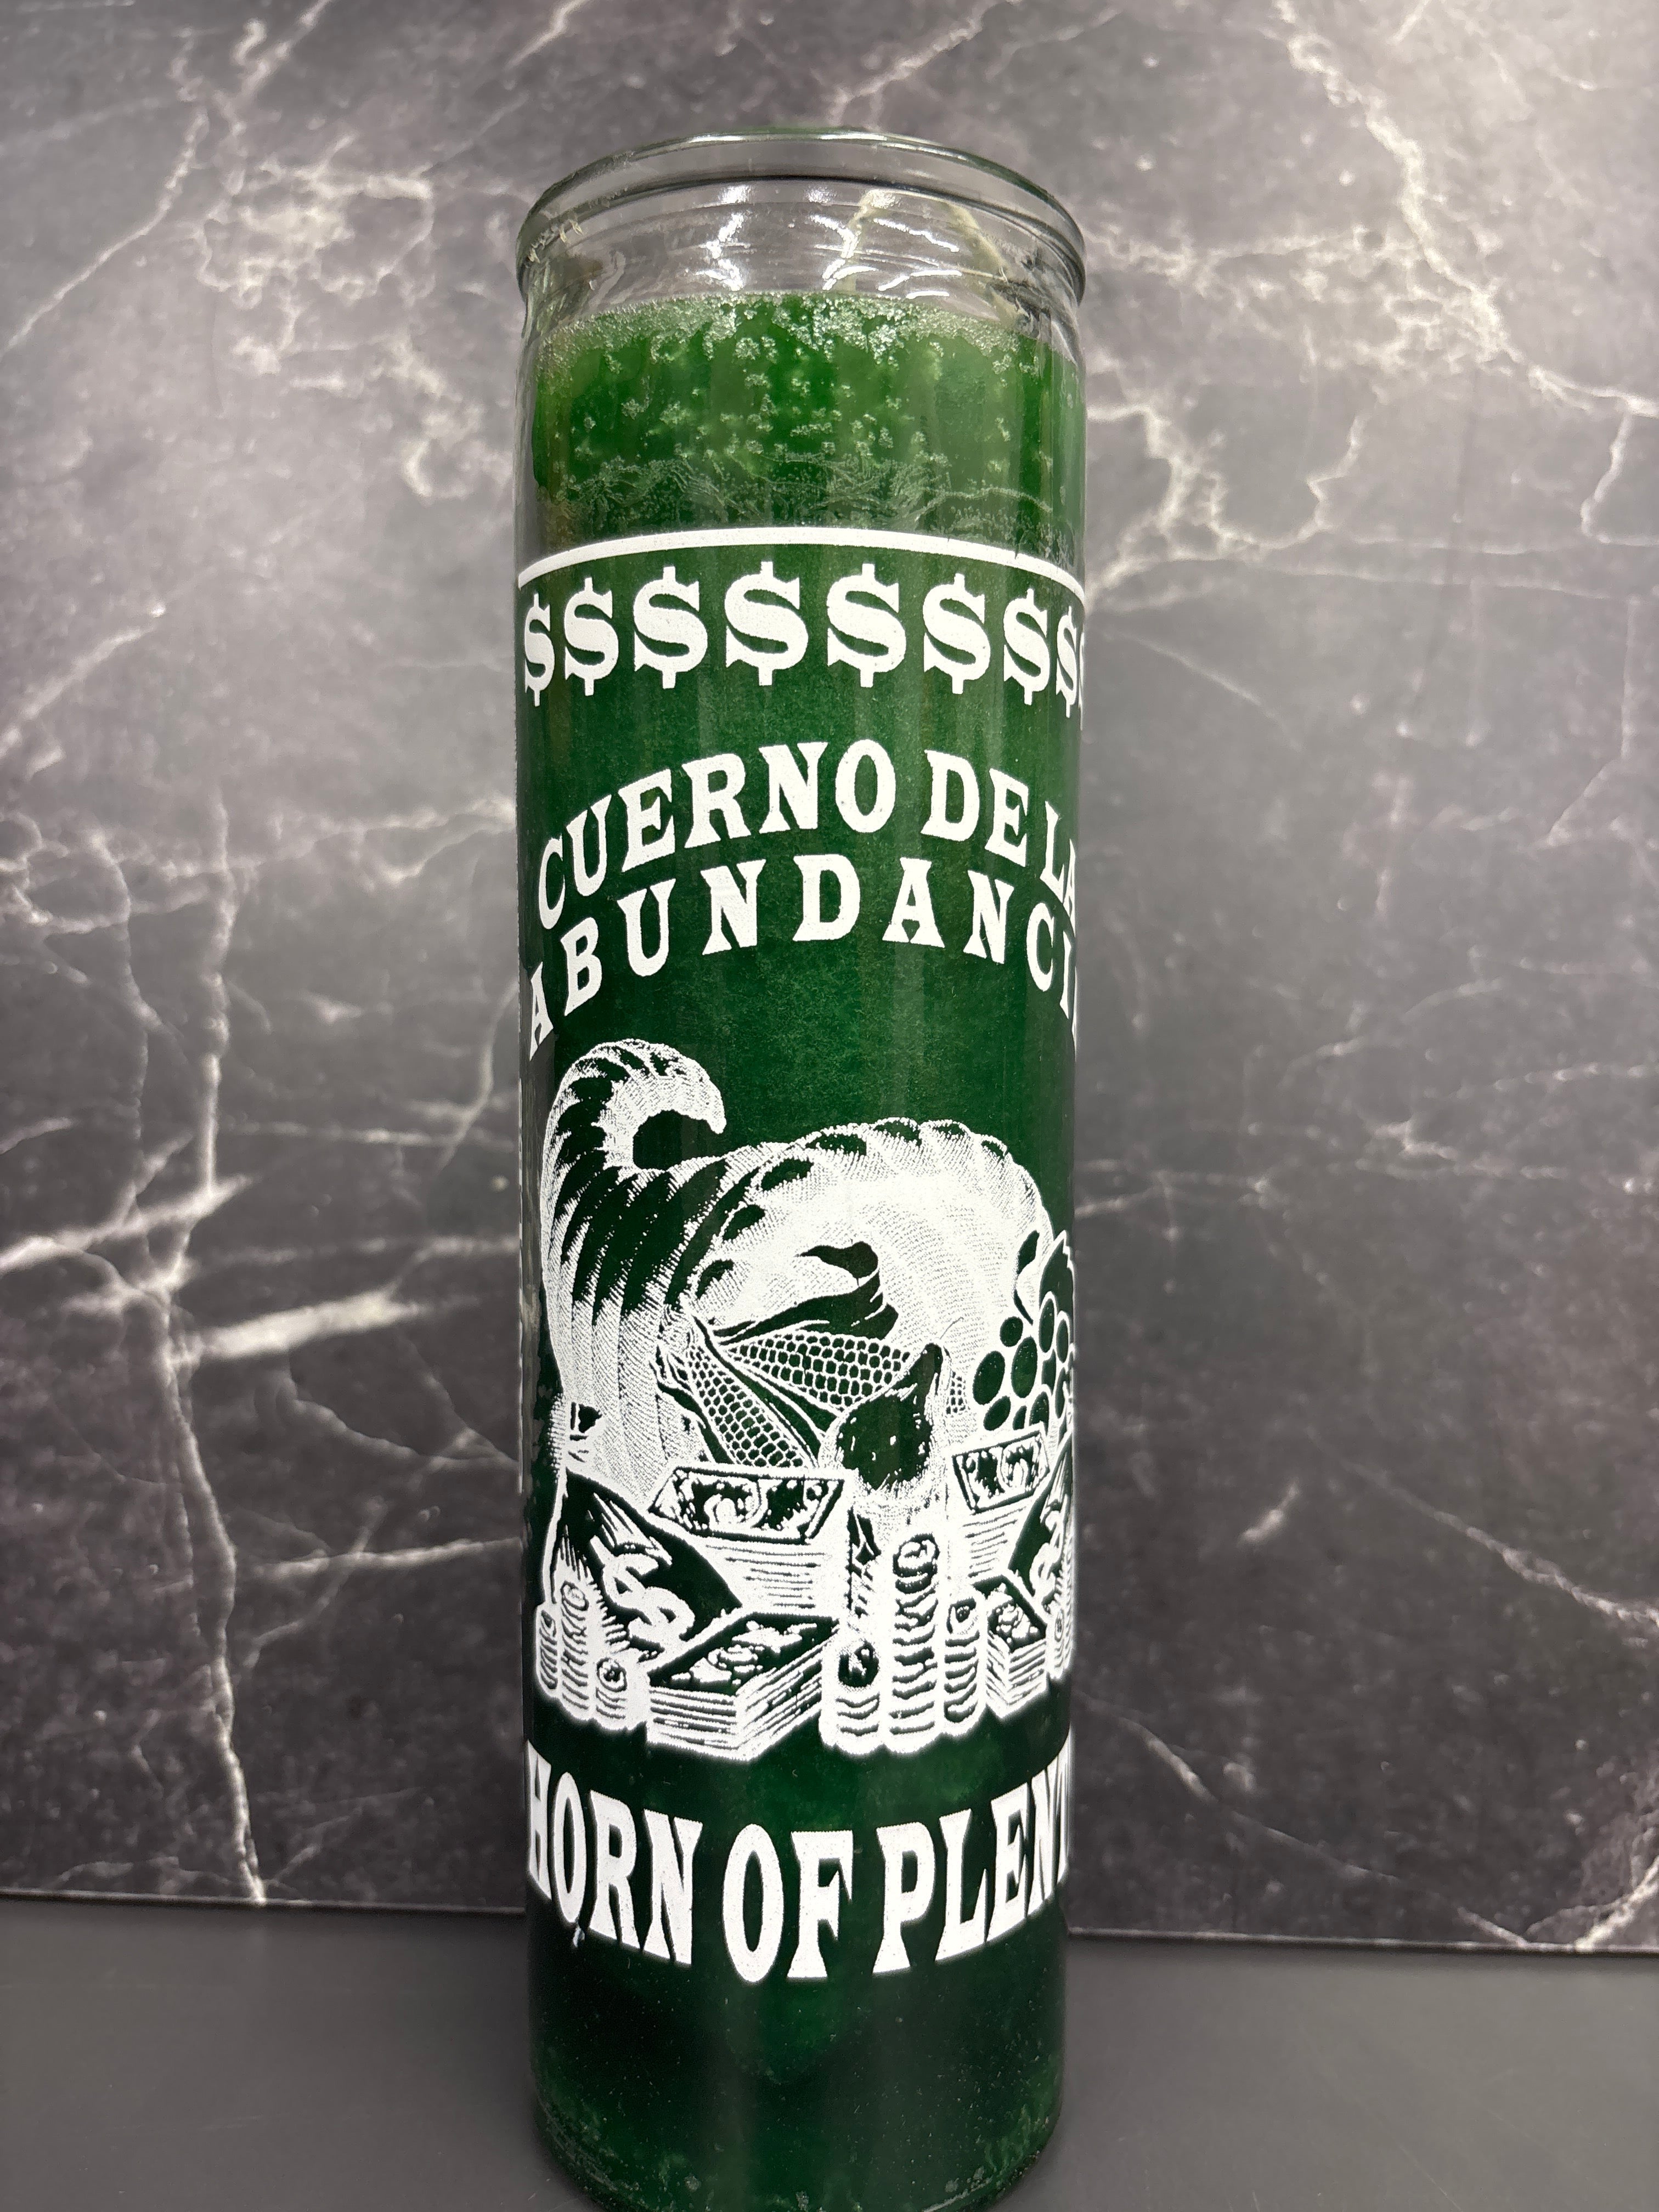 $$$$$$$$
CUERNO DE LA
ABUNDANCIA
HORN OF PLENTY